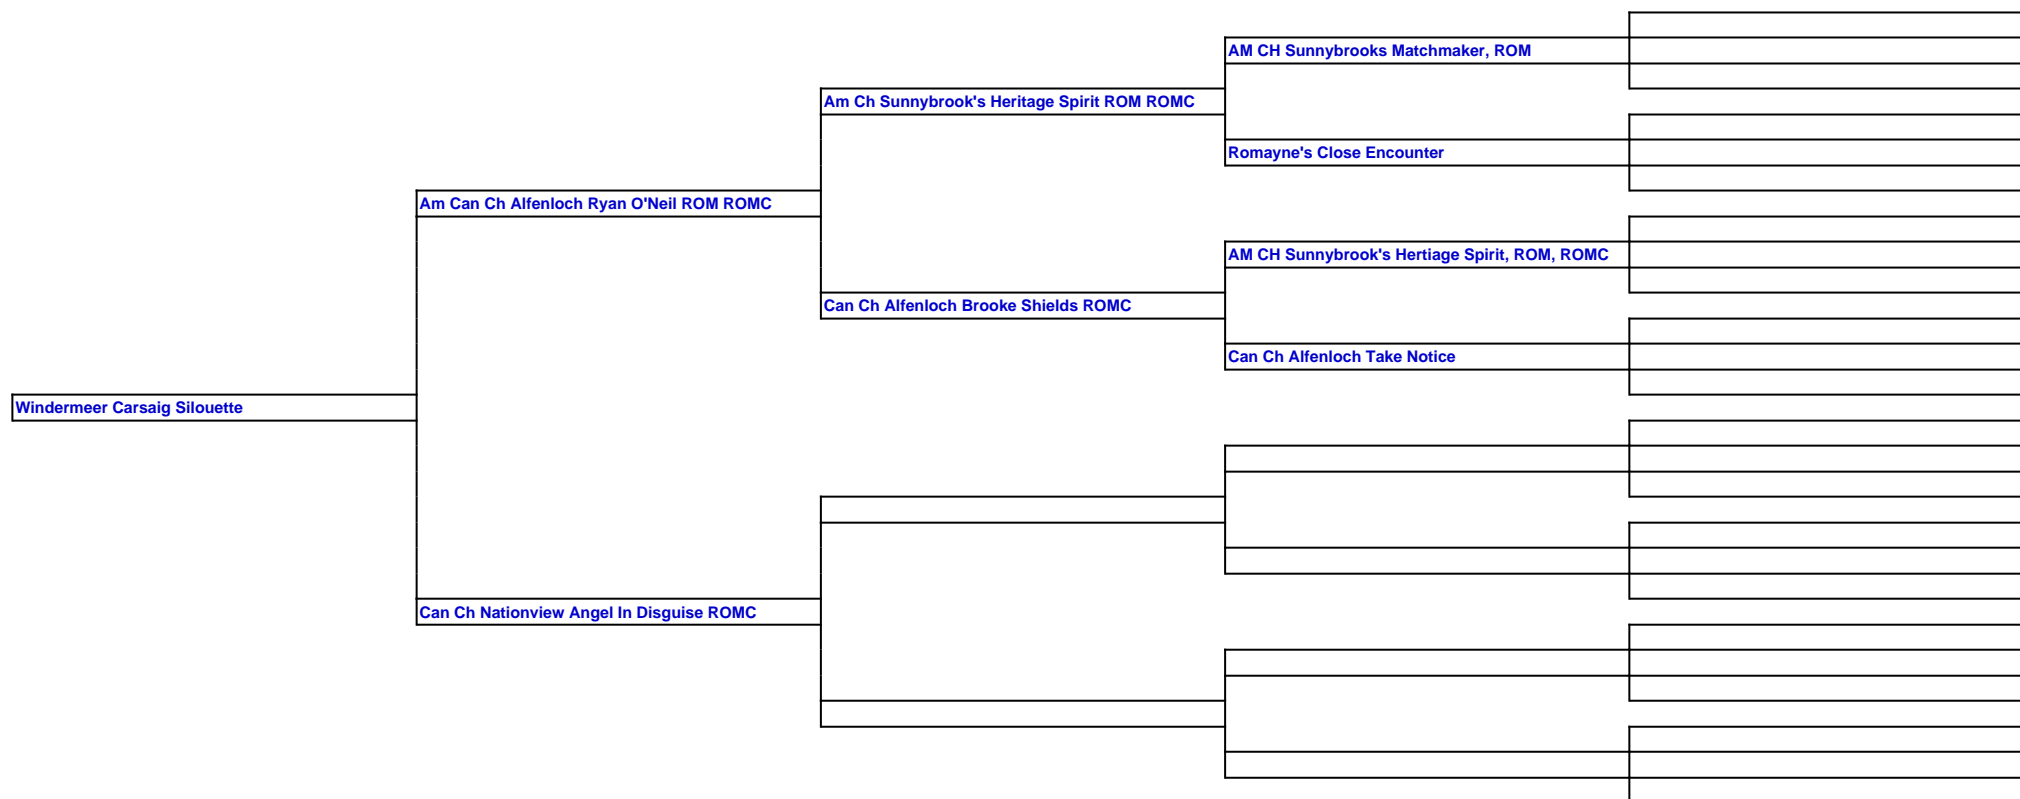 AM CH Sunnybrooks Matchmaker, ROM
Am Ch Sunnybrook's Heritage Spirit ROM ROMC
Romayne's Close Encounter
Am Can Ch Alfenloch Ryan O'Neil ROM ROMC
AM CH Sunnybrook's Hertiage Spirit, ROM, ROMC
Can Ch Alfenloch Brooke Shields ROMC
Can Ch Alfenloch Take Notice
Windermeer Carsaig Silouette
Can Ch Nationview Angel In Disguise ROMC